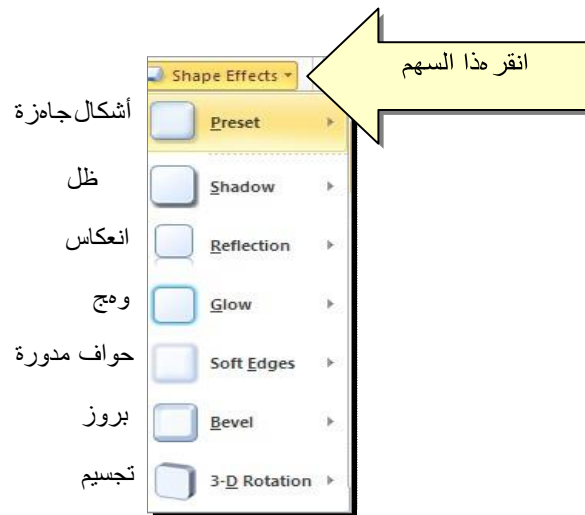 انقر هذا السهم
Shape Effects
أشكال جاهزة
Preset
ظل
Shadow
انعكاس
Reflection
وهج
Glow
حواف مدورة
Soft Edges
بروز
Bevel
تجسيم
3-D Rotation